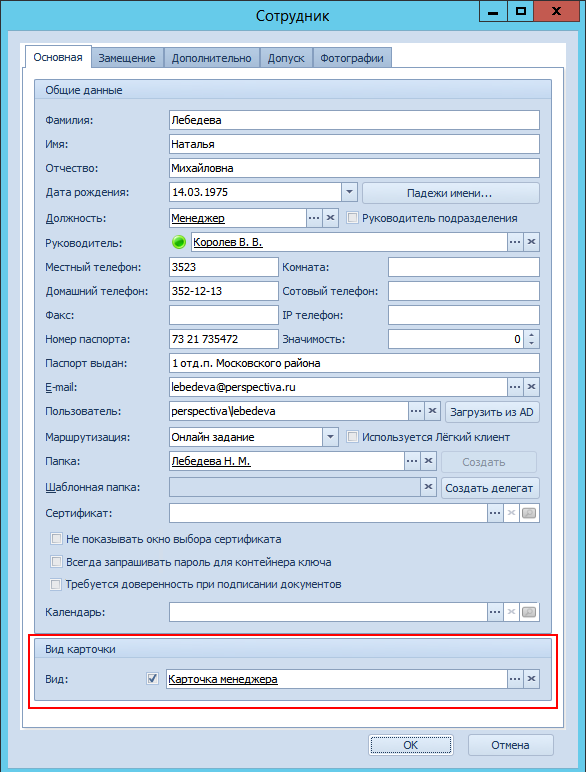 Сотрудник
Основная Замещение Дополнительно Допуск Фотографии
Общие данные
Фамилия: Лебедева
Имя: Наталья
Отчество: Михайловна
Дата рождения: 14.03.1975 Падежи имени...
Должность: Менеджер Руководитель подразделения
Руководитель: Королев В. В.
Местный телефон: 3523 Комната:
Домашний телефон: 352-12-13 Сотовый телефон:
Факс: IP телефон:
Номер паспорта: 73 21 735472 Значимость: 0
Паспорт выдан: 1 отд.п. Московского района
E-mail: lebedeva@perspectiva.ru
Пользователь: perspectiva\lebedeva Загрузить из AD
Маршрутизация: Онлайн задание Используется Лёгкий клиент
Папка: Лебедева Н. М. Создать
Шаблонная папка: Создать делегат
Сертификат:
Не показывать окно выбора сертификата
Всегда запрашивать пароль для контейнера ключа
Требуется доверенность при подписании документов
Календарь:
Вид карточки
Вид: Карточка менеджера
OK Отмена